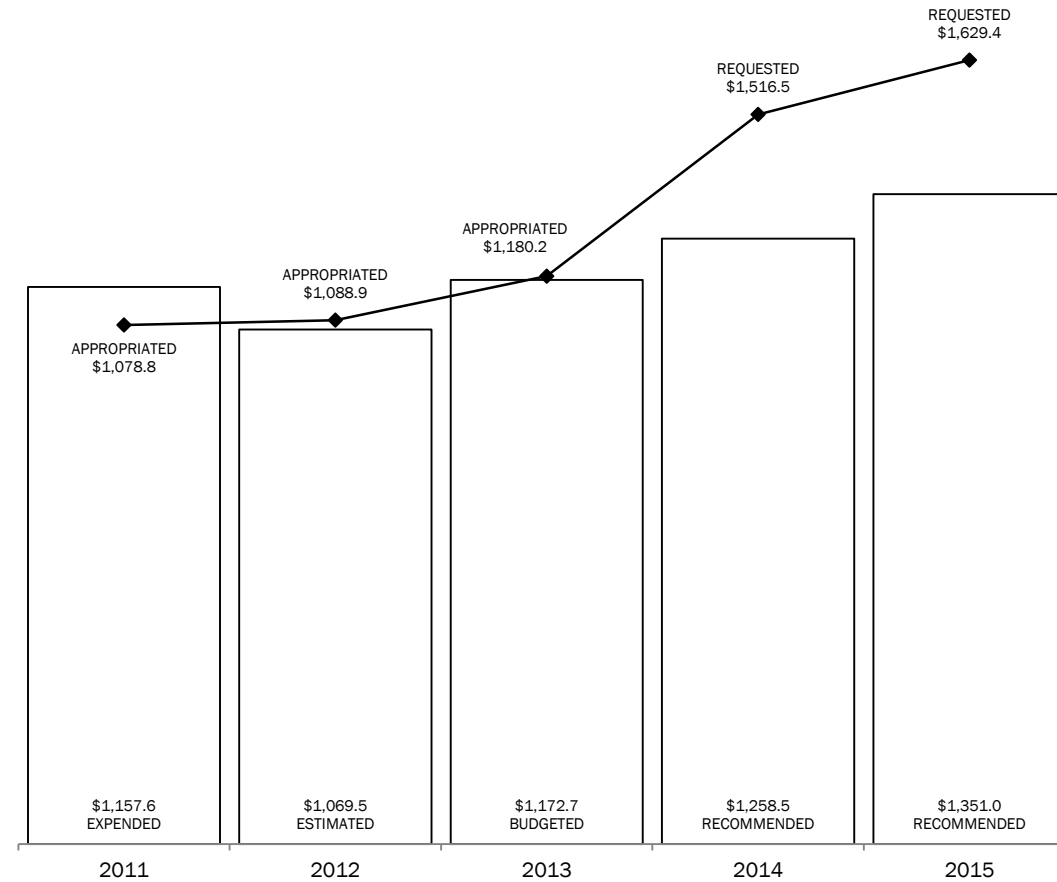 REQUESTED
$1,629.4
REQUESTED
$1,516.5
APPROPRIATED
$1,180.2
APPROPRIATED
$1,088.9
APPROPRIATED
$1,078.8
$1,157.6
EXPENDED
$1,069.5
ESTIMATED
$1,172.7
BUDGETED
$1,258.5
RECOMMENDED
$1,351.0
RECOMMENDED
2011
2012
2013
2014
2015